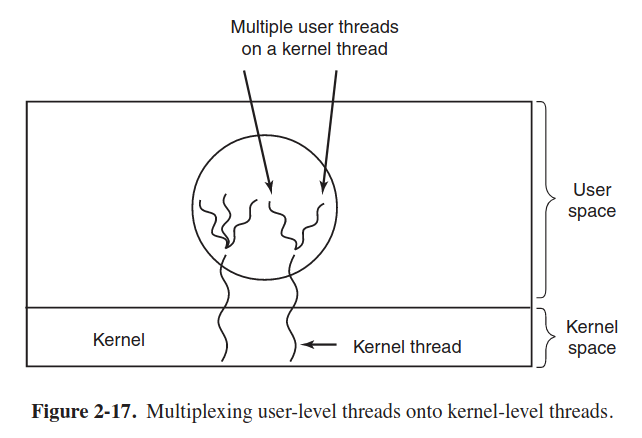 Multiple user threads
on a kernel thread
User
space
Kernel
Kernel thread
Kernel
space
Figure 2-17. Multiplexing user-level threads onto kernel-level threads.